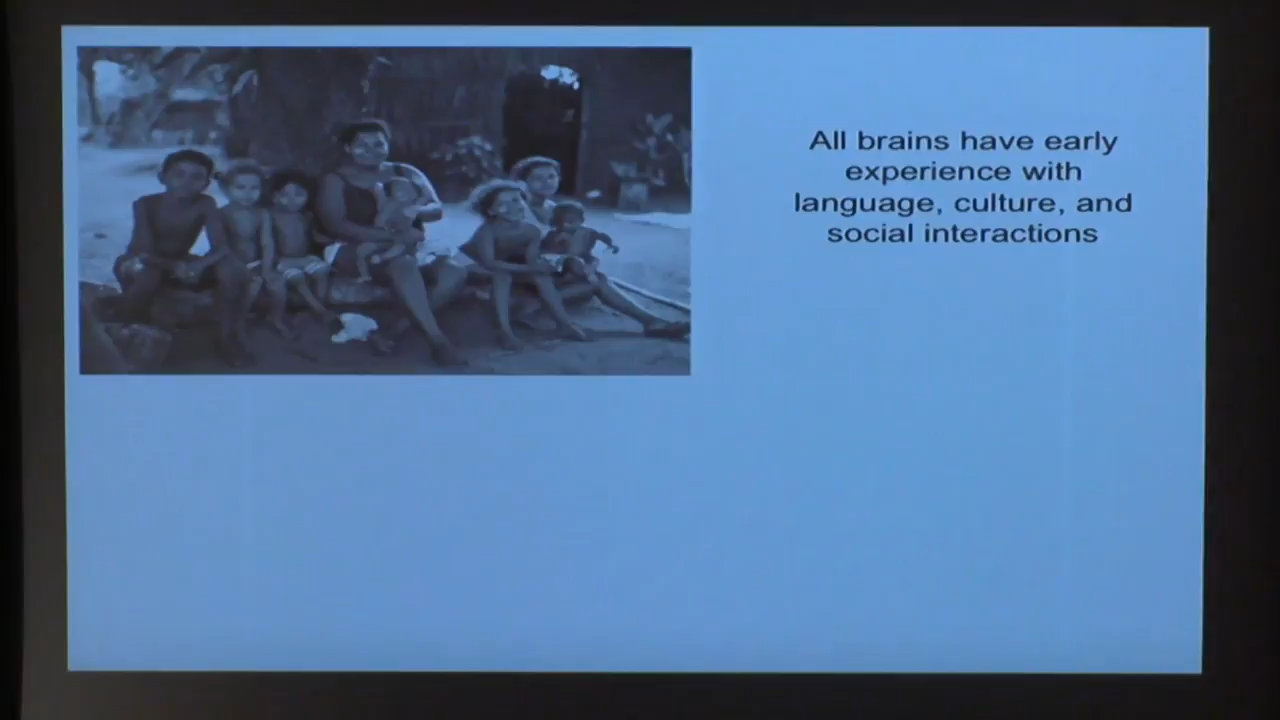 All brains have early
experience with
language, culture, and
social interactions